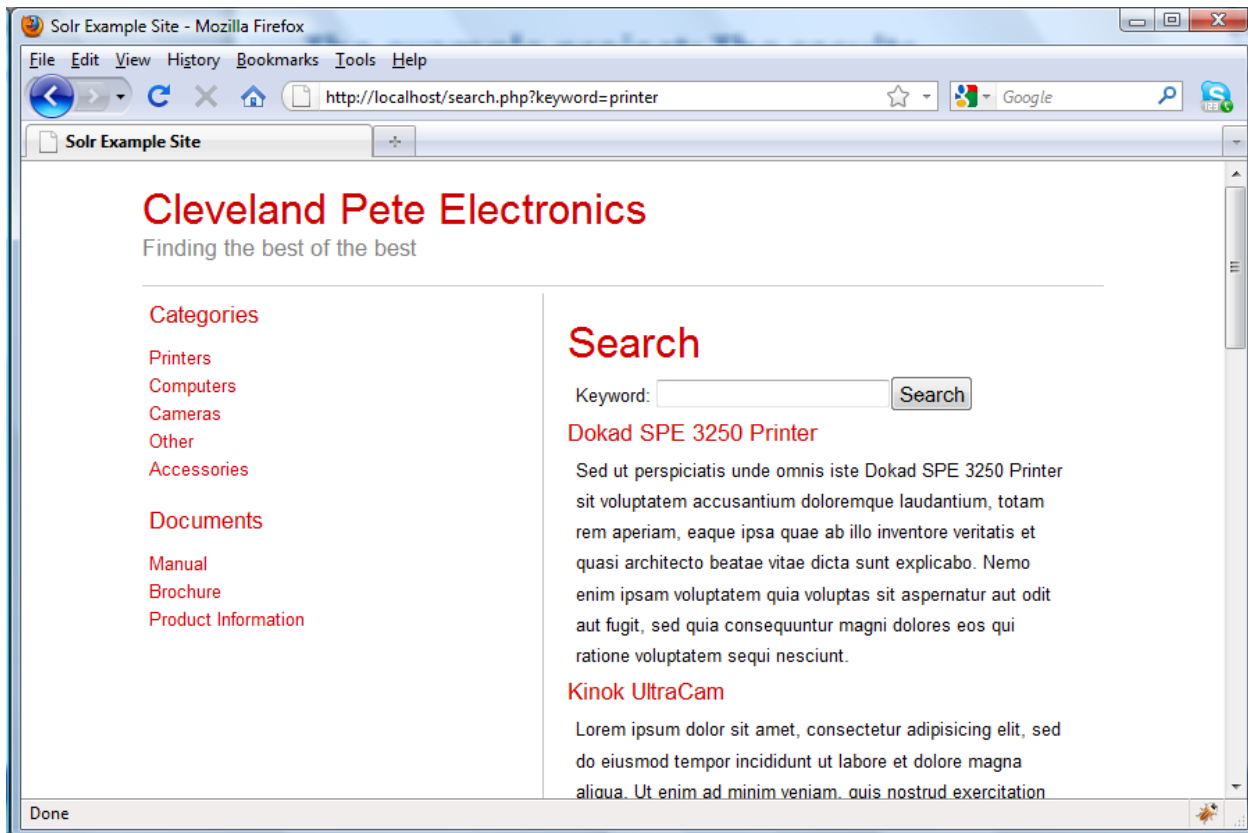 Solr Example Site - Mozilla Firefox
File Edit View History Bookmarks Tools Help
http://localhost/search.php?keyword=printer
Google
Solr Example Site
Cleveland Pete Electronics
Finding the best of the best
Categories
Printers
Computers
Cameras
Other
Accessories
Documents
Manual
Brochure
Product Information
Search
Keyword:
Search
Dokad SPE 3250 Printer
Sed ut perspiciatis unde omnis iste Dokad SPE 3250 Printer
sit voluptatem accusantium doloremque laudantium, totam
rem aperiam, eaque ipsa quae ab illo inventore veritatis et
quasi architecto beatae vitae dicta sunt explicabo. Nemo
enim ipsam voluptatem quia voluptas sit aspernatur aut odit
aut fugit, sed quia consequuntur magni dolores eos qui
ratione voluptatem sequi nesciunt.
Kinok UltraCam
Lorem ipsum dolor sit amet, consectetur adipisicing elit, sed
do eiusmod tempor incididunt ut labore et dolore magna
aliqua. Ut enim ad minim veniam, quis nostrud exercitation
Done